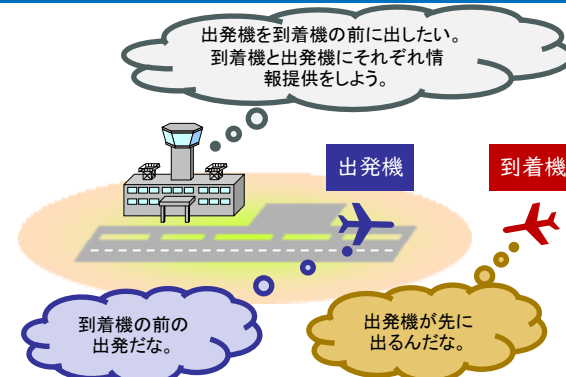 出発機を到着機の前に出したい。
到着機と出発機にそれぞれ情
報提供をしよう。
出発機
到着機
到着機の前の
出発だな。
出発機が先に
出るんだな。